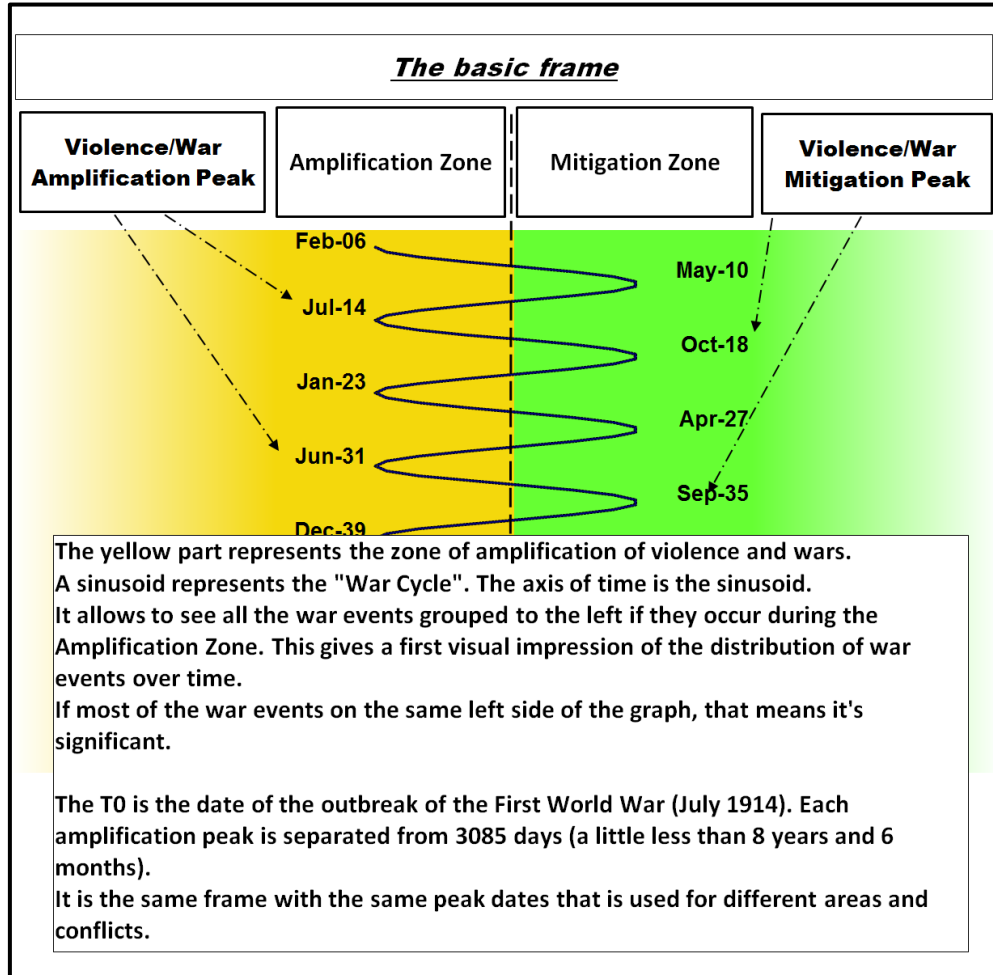 The basic frame
Violence/War
Amplification Peak
Amplification Zone
Mitigation Zone
Violence/War
Mitigation Peak
Feb-06
May-10
Jul-14
Oct-18
Jan-23
Apr-27
Jun-31
Sep-35
Dec-39
The yellow part represents the zone of amplification of violence and wars.
A sinusoid represents the "War Cycle". The axis of time is the sinusoid.
It allows to see all the war events grouped to the left if they occur during the
Amplification Zone. This gives a first visual impression of the distribution of war
events over time.
If most of the war events on the same left side of the graph, that means it's
significant.
The T0 is the date of the outbreak of the First World War (July 1914). Each
amplification peak is separated from 3085 days (a little less than 8 years and 6
months).
It is the same frame with the same peak dates that is used for different areas and
conflicts.